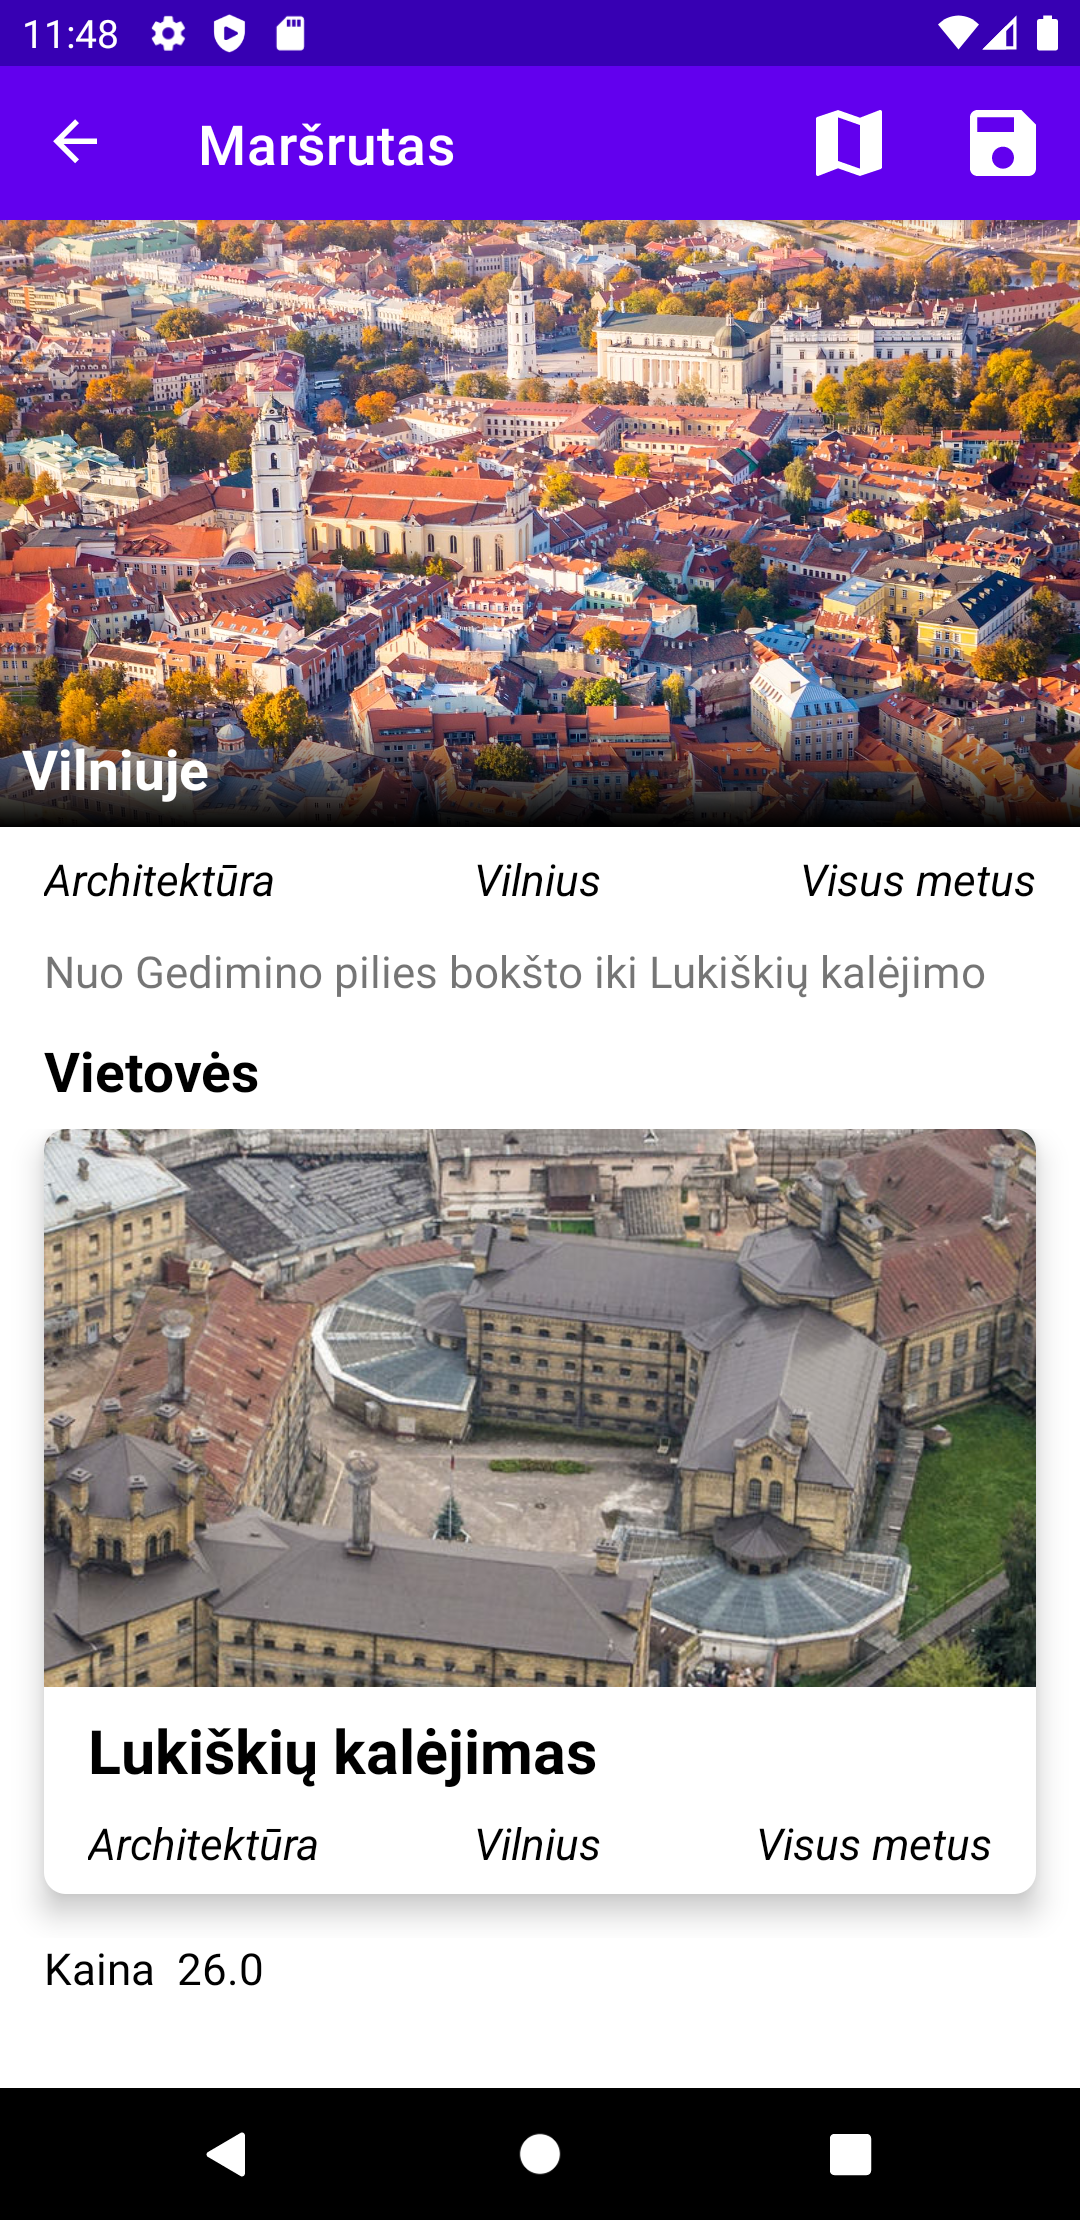 11:48
Maršrutas
Vilniuje
Architektūra Vilnius Visus metus
Nuo Gedimino pilies bokšto iki Lukiškių kalėjimo
Vietovės
Lukiškių kalėjimas
Architektūra Vilnius Visus metus
Kaina 26.0